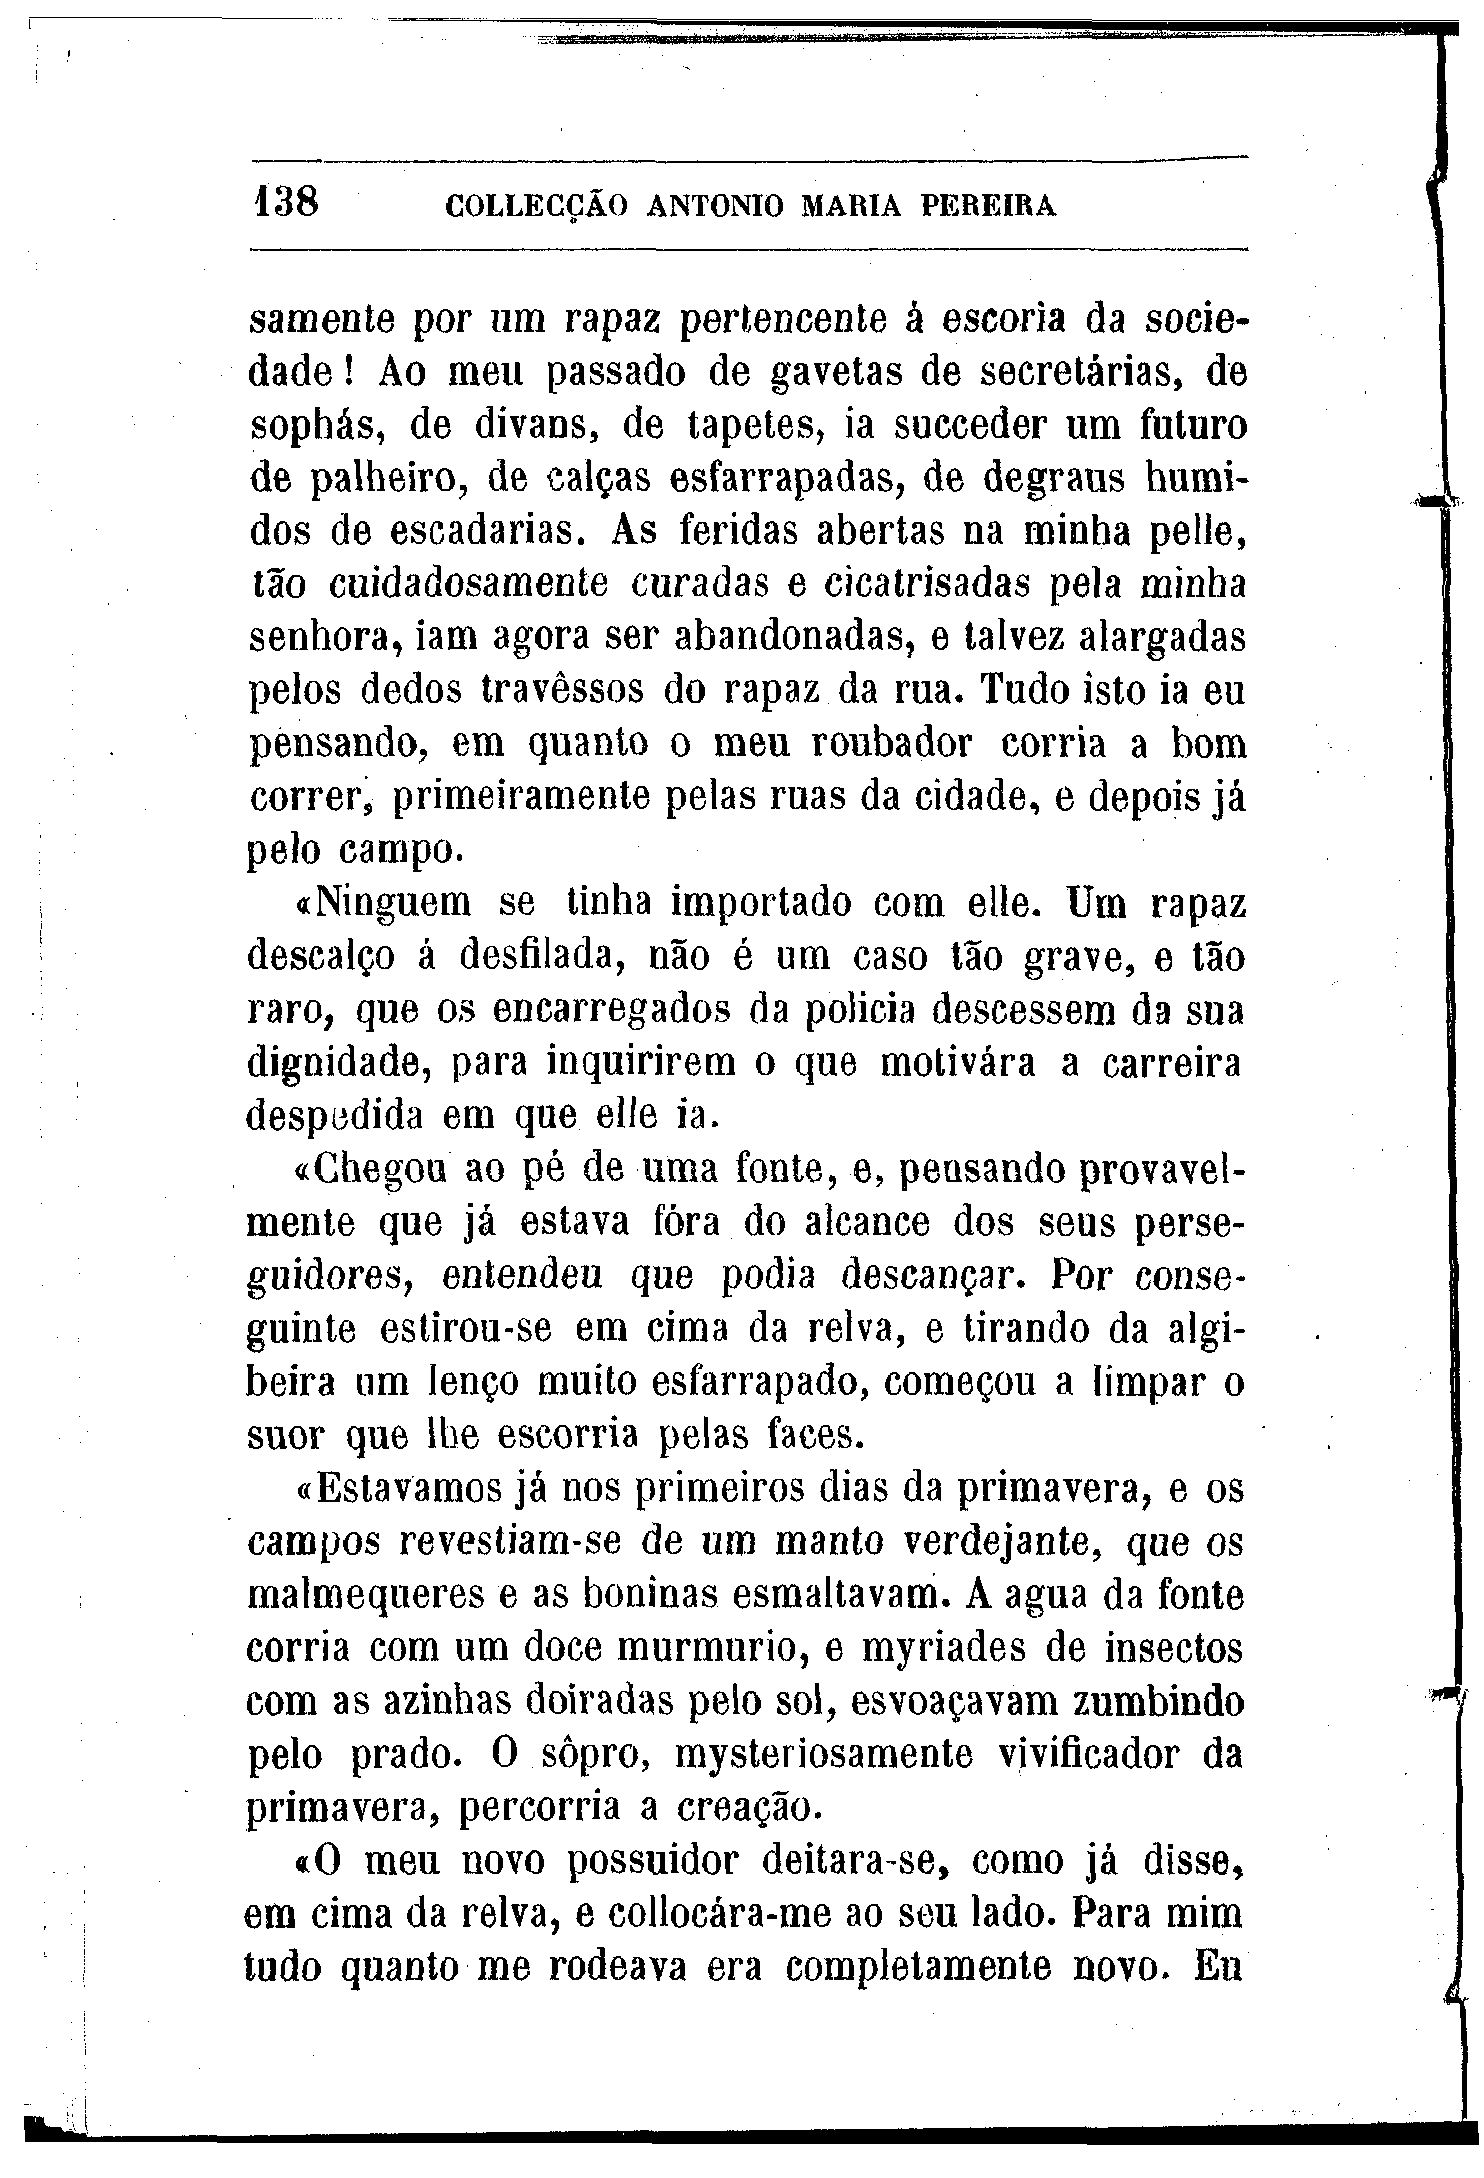 138 COLLECÇÃO ANTONIO MARIA PEREIRA
samente por um rapaz pertencente á escoria da socie-
dade! Ao meu passado de gavetas de secretárias, de
sophás, de divans, de tapetes, ia succeder um futuro
de palheiro, de calças esfarrapadas, de degraus humi-
dos de escadarias. As feridas abertas na minha pelle,
tão cuidadosamente curadas e cicatrisadas pela minha
senhora, iam agora ser abandonadas, e talvez alargadas
pelos dedos travêssos do rapaz da rua. Tudo isto ia eu
pensando, em quanto o meu roubador corria a bom
correr, primeiramente pelas ruas da cidade, e depois já
pelo campo.
«Ninguem se tinha importado com elle. Um rapaz
descalço á desfilada, não é um caso tão grave, e tão
raro, que os encarregados da policia descessem da sua
dignidade, para inquirirem o que motivára a carreira
despedida em que elle ia.
«Chegou ao pé de uma fonte, e, pensando provavel-
mente que já estava fóra do alcance dos seus perse-
guidores, entendeu que podia descançar. Por conse-
guinte estirou-se em cima da relva, e tirando da algi-
beira um lenço muito esfarrapado, começou a limpar o
suor que lhe escorria pelas faces.
«Estavamos já nos primeiros dias da primavera, e os
campos revestiam-se de um manto verdejante, que os
malmequeres e as boninas esmaltavam. A agua da fonte
corria com um doce murmurio, e myriades de insectos
com as azinhas doiradas pelo sol, esvoaçavam zumbindo
pelo prado. O sôpro, mysteriosamente vivificador da
primavera, percorria a creação.
«O meu novo possuidor deitara-se, como já disse,
em cima da relva, e collocára-me ao seu lado. Para mim
tudo quanto me rodeava era completamente novo. Eu